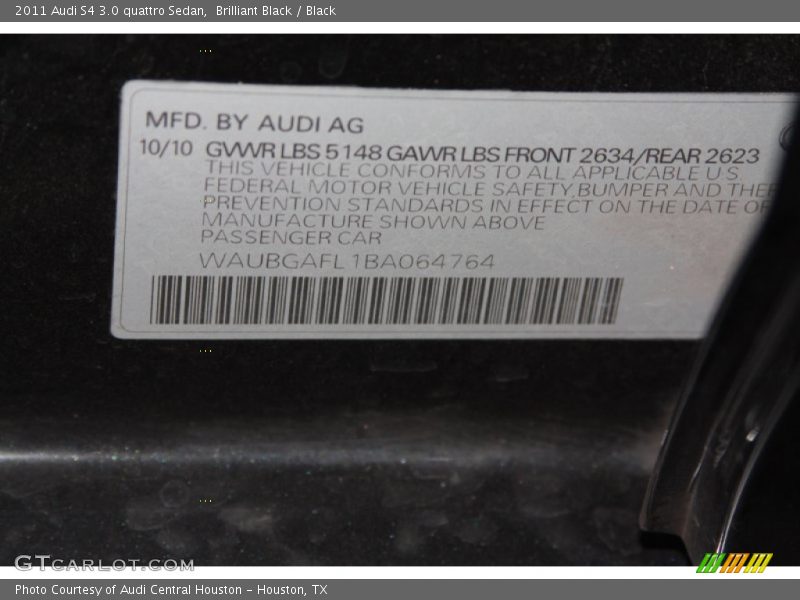 2011 Audi S4 3.0 quattro Sedan,  Brilliant Black / Black
MFD. BY AUDI AG
10/10 GVWR LBS 5148 GAWR LBS FRONT 2634/REAR 2623
THIS VEHICLE CONFORMS TO ALL APPLICABLE U.S.
FEDERAL MOTOR VEHICLE SAFETY,BUMPER AND THEF
PREVENTION STANDARDS IN EFFECT ON THE DATE OF
MANUFACTURE SHOWN ABOVE
PASSENGER CAR
WAUBGAFL1BA064764
GTCARLOT.COM
Photo Courtesy of Audi Central Houston – Houston, TX